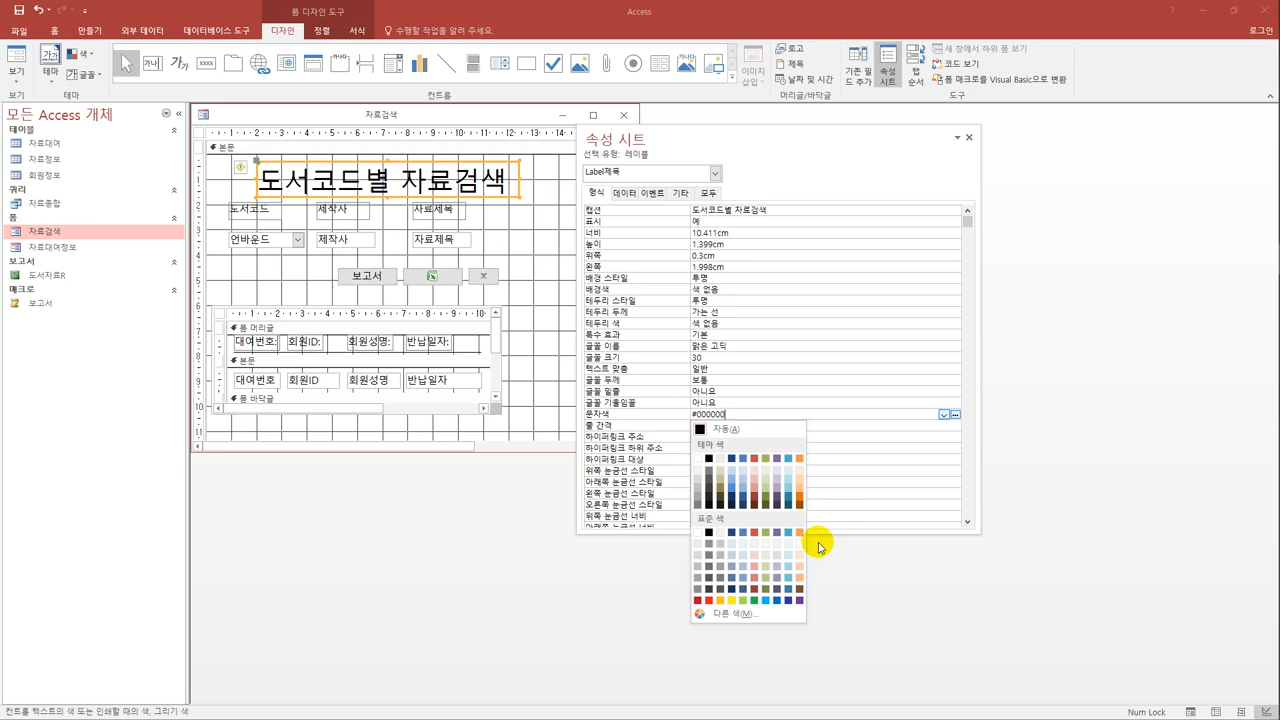 폼 디자인 도구
Access
파일 홈 만들기 외부 데이터 데이터베이스 도구 디자인 정렬 서식 수행할 작업을 알려 주세요. 로그인
보기
테마
색
가가
글꼴
가나
가가
xxxx
이미지
삽입
로고
제목
날짜 및 시간
기존 필
드 추가
속성
시트
탭
순서
새 창에서 하위 폼 보기
코드 보기
폼 매크로를 Visual Basic으로 변환
보기 테마 컨트롤 머리글/바닥글 도구
모든 Access 개체
테이블
자료대여
자료정보
회원정보
쿼리
자료종합
폼
자료검색
자료대여정보
보고서
도서자료R
매크로
보고서
자료검색
본문
도서코드별 자료검색
도서코드 제작사 자료제목
언바운드 제작사 자료제목
보고서
폼 머리글
대여번호: 회원ID: 회원성명: 반납일자:
본문
대여번호 회원ID 회원성명 반납일자
폼 바닥글
속성 시트
선택 유형: 레이블
Label제목
형식 데이터 이벤트 기타 모두
캡션 도서코드별 자료검색
표시 예
너비 10.411cm
높이 1.399cm
위쪽 0.3cm
왼쪽 1.998cm
배경 스타일 투명
배경색 색 없음
테두리 스타일 투명
테두리 두께 가는 선
테두리 색 색 없음
특수 효과 기본
글꼴 이름 맑은 고딕
글꼴 크기 30
텍스트 맞춤 일반
글꼴 두께 보통
글꼴 밑줄 아니요
글꼴 기울임꼴 아니요
문자색 #000000
줄 간격
하이퍼링크 주소
하이퍼링크 하위 주소
하이퍼링크 대상
위쪽 눈금선 스타일
아래쪽 눈금선 스타일
왼쪽 눈금선 스타일
오른쪽 눈금선 스타일
위쪽 눈금선 너비
아래쪽 눈금선 너비
자동(A)
테마 색
표준 색
다른 색(M)...
컨트롤 텍스트의 색 또는 인쇄할 때의 색, 그리기 색
Num Lock